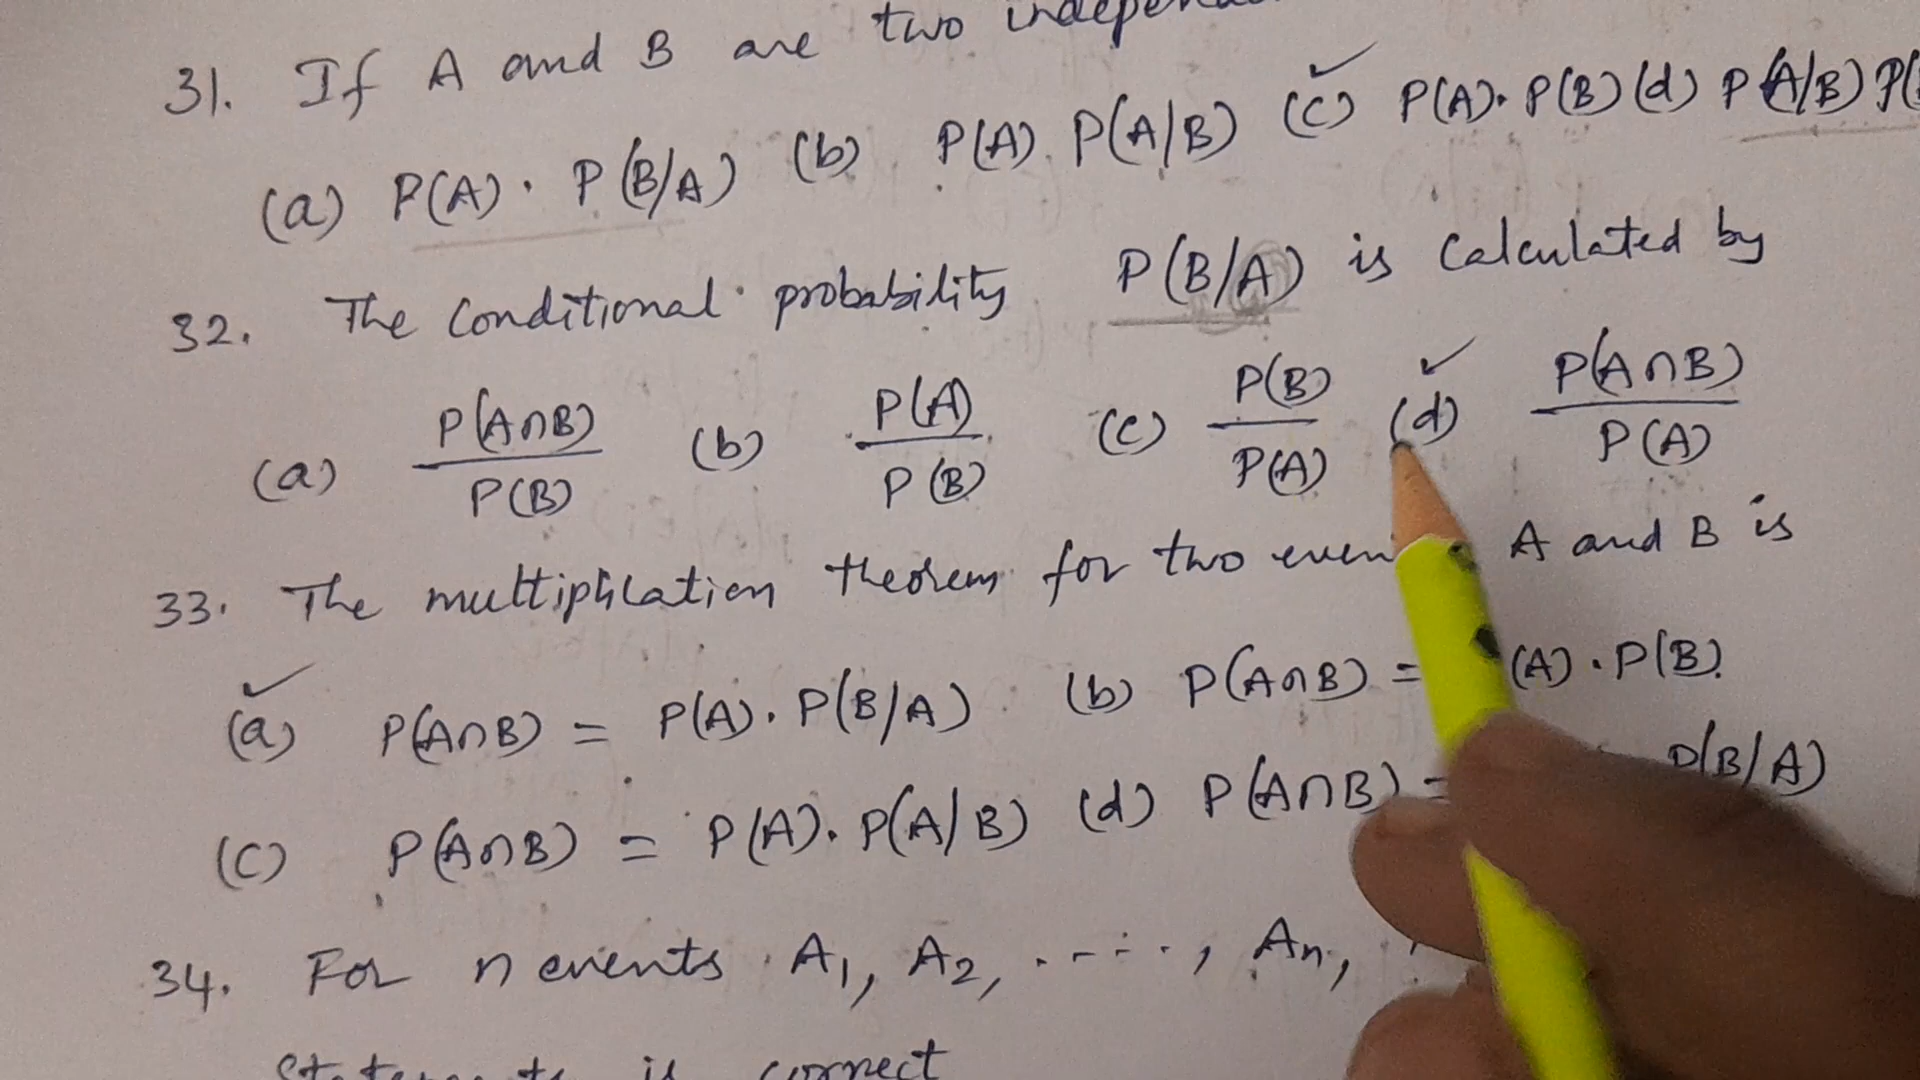 31. If A and B are two
(a) P(A) . P(B/A) (b) P(A). P(A/B) (c) P(A). P(B) (d) P(A/B)
32. The Conditional probability P(B/A) is Calculated by
(a) P(A∩B)/P(B) (b) P(A)/P(B) (c) P(B)/P(A) (d) P(A∩B)/P(A)
33. The multiplication theorem for two A and B is
(a) P(A∩B) = P(A). P(B/A) (b) P(A∩B) = (A) . P(B).
(c) P(A∩B) = P(A). P(A/B) (d) P(A∩B) = P(B/A)
34. For n events A1, A2, ....., An,
is correct